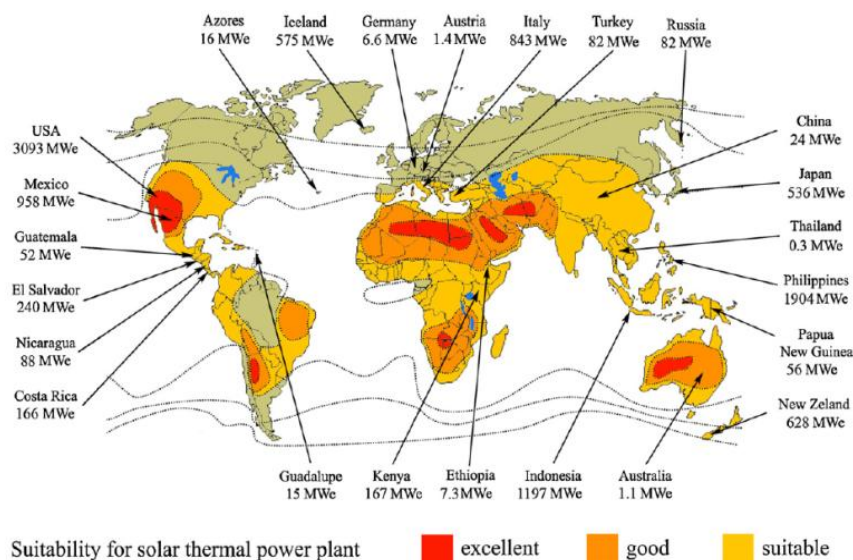 Azores
16 MWe
Iceland
575 MWe
Germany
6.6 MWe
Austria
1.4MWe
Italy
843 MWe
Turkey
82 MWe
Russia
82 MWe
USA
3093 MWe
Mexico
958 MWe
Guatemala
52 MWe
El Salvador
240 MWe
Nicaragua
88 MWe
Costa Rica
166 MWe
China
24 MWe
Japan
536 MWe
Thailand
0.3 MWe
Philippines
1904MWe
Papua
New Guinea
56 MWe
New Zeland
628 MWe
Guadalupe
15 MWe
Kenya
167 MWe
Ethiopia
7.3 MWe
Indonesia
1197 MWe
Australia
1.1 MWe
Suitability for solar thermal power plant
excellent
good
suitable